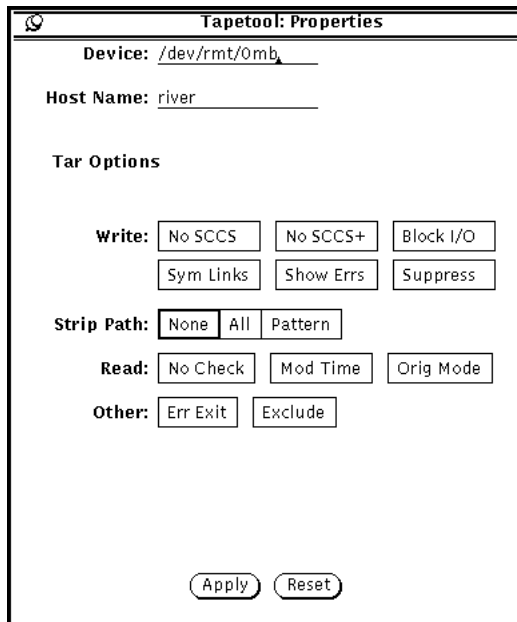 Tapetool: Properties
Device: /dev/rmt/0mb
Host Name: river
Tar Options
Write: No SCCS No SCCS+ Block I/O
Sym Links Show Errs Suppress
Strip Path: None All Pattern
Read: No Check Mod Time Orig Mode
Other: Err Exit Exclude
Apply Reset